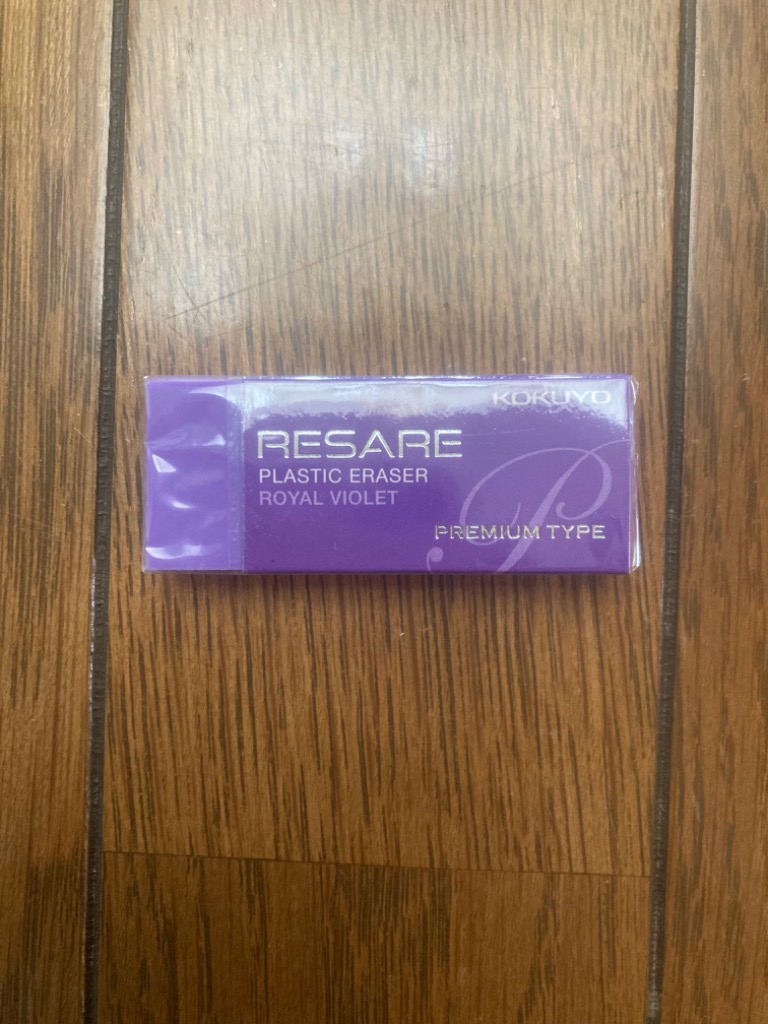 KOKUYO
RESARE
PLASTIC ERASER
ROYAL VIOLET
PREMIUM TYPE
P